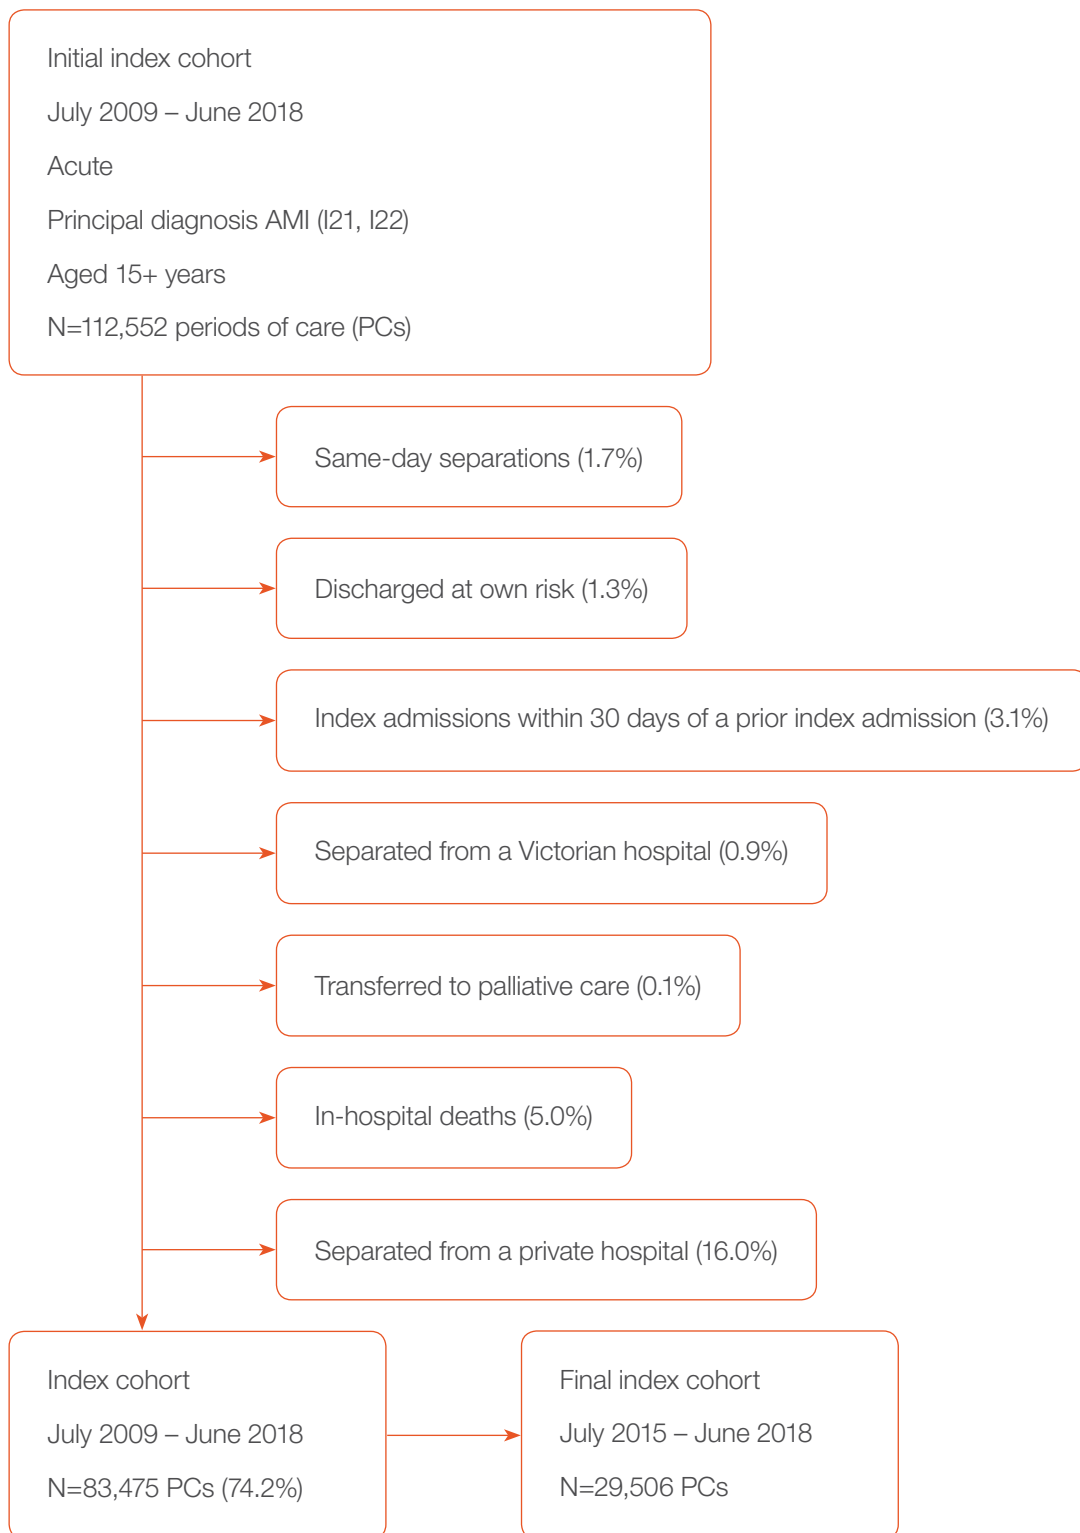 Initial index cohort
July 2009 – June 2018
Acute
Principal diagnosis AMI (I21, I22)
Aged 15+ years
N=112,552 periods of care (PCs)
Same-day separations (1.7%)
Discharged at own risk (1.3%)
Index admissions within 30 days of a prior index admission (3.1%)
Separated from a Victorian hospital (0.9%)
Transferred to palliative care (0.1%)
In-hospital deaths (5.0%)
Separated from a private hospital (16.0%)
Index cohort
July 2009 – June 2018
N=83,475 PCs (74.2%)
Final index cohort
July 2015 – June 2018
N=29,506 PCs